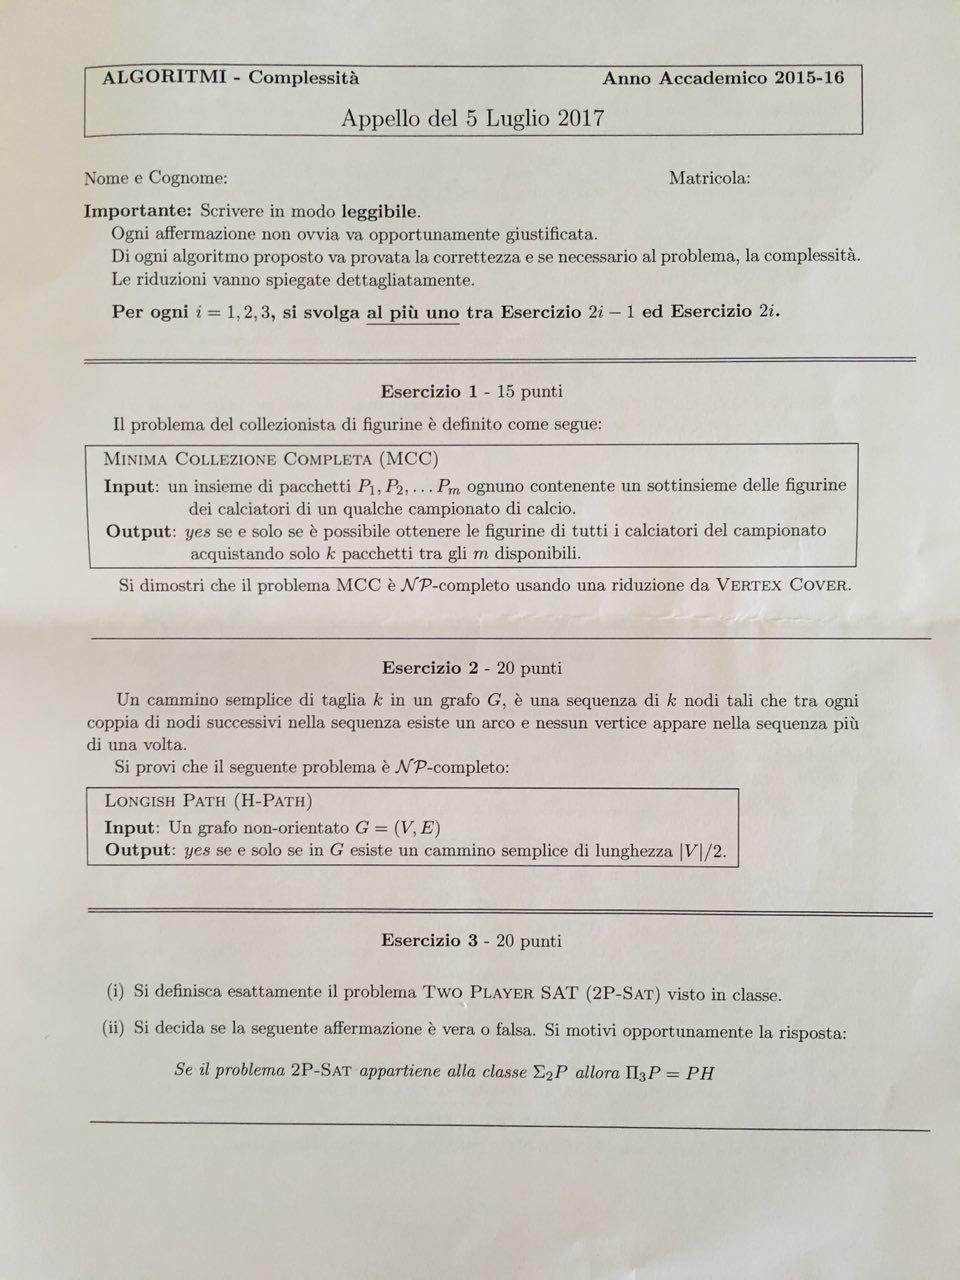 ALGORITMI - Complessità Anno Accademico 2015-16
Appello del 5 Luglio 2017
Nome e Cognome: Matricola:
Importante: Scrivere in modo leggibile.
Ogni affermazione non ovvia va opportunamente giustificata.
Di ogni algoritmo proposto va provata la correttezza e se necessario al problema, la complessità.
Le riduzioni vanno spiegate dettagliatamente.
Per ogni i = 1, 2, 3, si svolga al più uno tra Esercizio 2i − 1 ed Esercizio 2i.
Esercizio 1 - 15 punti
Il problema del collezionista di figurine è definito come segue:
MINIMA COLLEZIONE COMPLETA (MCC)
Input: un insieme di pacchetti P₁, P₂, . . . Pₘ ognuno contenente un sottinsieme delle figurine
dei calciatori di un qualche campionato di calcio.
Output: yes se e solo se è possibile ottenere le figurine di tutti i calciatori del campionato
acquistando solo k pacchetti tra gli m disponibili.
Si dimostri che il problema MCC è NP-completo usando una riduzione da VERTEX COVER.
Esercizio 2 - 20 punti
Un cammino semplice di taglia k in un grafo G, è una sequenza di k nodi tali che tra ogni
coppia di nodi successivi nella sequenza esiste un arco e nessun vertice appare nella sequenza più
di una volta.
Si provi che il seguente problema è NP-completo:
LONGISH PATH (H-PATH)
Input: Un grafo non-orientato G = (V, E)
Output: yes se e solo se in G esiste un cammino semplice di lunghezza |V|/2.
Esercizio 3 - 20 punti
(i) Si definisca esattamente il problema TWO PLAYER SAT (2P-SAT) visto in classe.
(ii) Si decida se la seguente affermazione è vera o falsa. Si motivi opportunamente la risposta:
Se il problema 2P-SAT appartiene alla classe Σ₂P allora Π₃P = PH